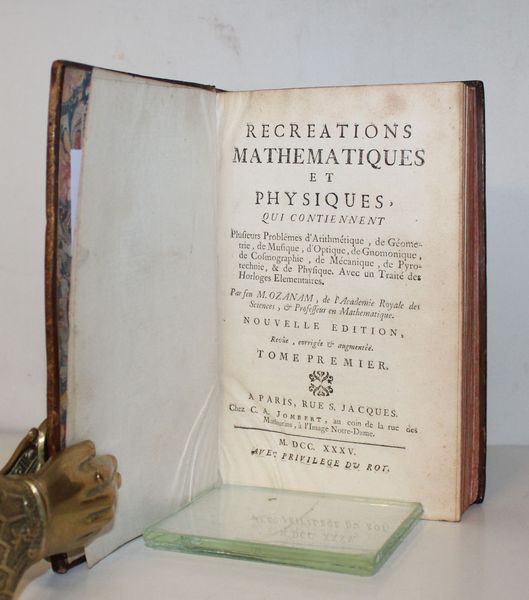 RECREATIONS
MATHEMATIQUES
ET
PHYSIQUES,
QUI CONTIENNENT
Plusieurs Problêmes d'Arithmétique, de Géome-
trie, de Musique, d'Optique, de Gnomonique,
de Cosmographie, de Mécanique, de Pyro-
technie, & de Physique. Avec un Traité des
Horloges Elementaires.
Par feu M. OZANAM, de l'Academie Royale des
Sciences, & Professeur en Mathematique.
NOUVELLE EDITION,
Revûe, corrigée & augmentée.
TOME PREMIER.
A PARIS, RUE S. JACQUES.
Chez C. A. JOMBERT, au coin de la rue des
Mathurins, à l'Image Notre-Dame.
M. DCC. XXXV.
AVEC PRIVILEGE DU ROY.